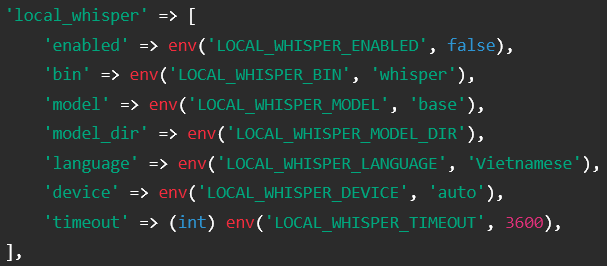 'local_whisper' => [
    'enabled' => env('LOCAL_WHISPER_ENABLED', false),
    'bin' => env('LOCAL_WHISPER_BIN', 'whisper'),
    'model' => env('LOCAL_WHISPER_MODEL', 'base'),
    'model_dir' => env('LOCAL_WHISPER_MODEL_DIR'),
    'language' => env('LOCAL_WHISPER_LANGUAGE', 'Vietnamese'),
    'device' => env('LOCAL_WHISPER_DEVICE', 'auto'),
    'timeout' => (int) env('LOCAL_WHISPER_TIMEOUT', 3600),
],